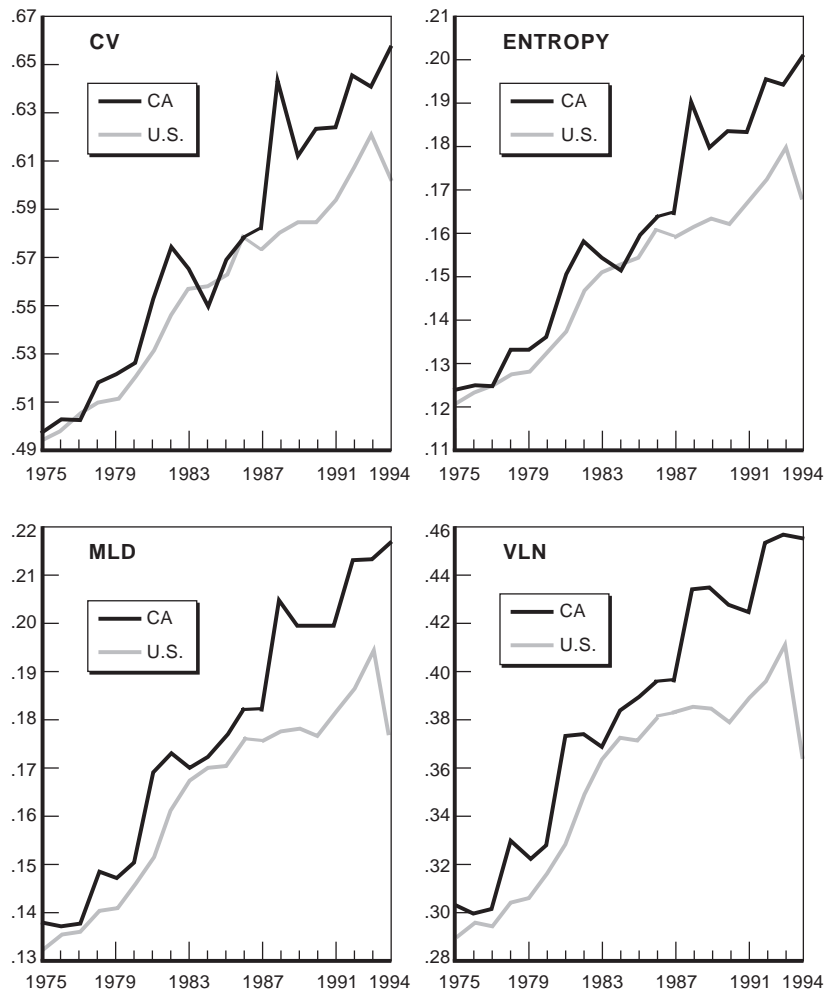 CV
.67
.65
.63
.61
.59
.57
.55
.53
.51
.49
CA
U.S.
1975 1979 1983 1987 1991 1994
ENTROPY
.21
.20
.19
.18
.17
.16
.15
.14
.13
.12
.11
CA
U.S.
1975 1979 1983 1987 1991 1994
MLD
.22
.21
.20
.19
.18
.17
.16
.15
.14
.13
CA
U.S.
1975 1979 1983 1987 1991 1994
VLN
.46
.44
.42
.40
.38
.36
.34
.32
.30
.28
CA
U.S.
1975 1979 1983 1987 1991 1994